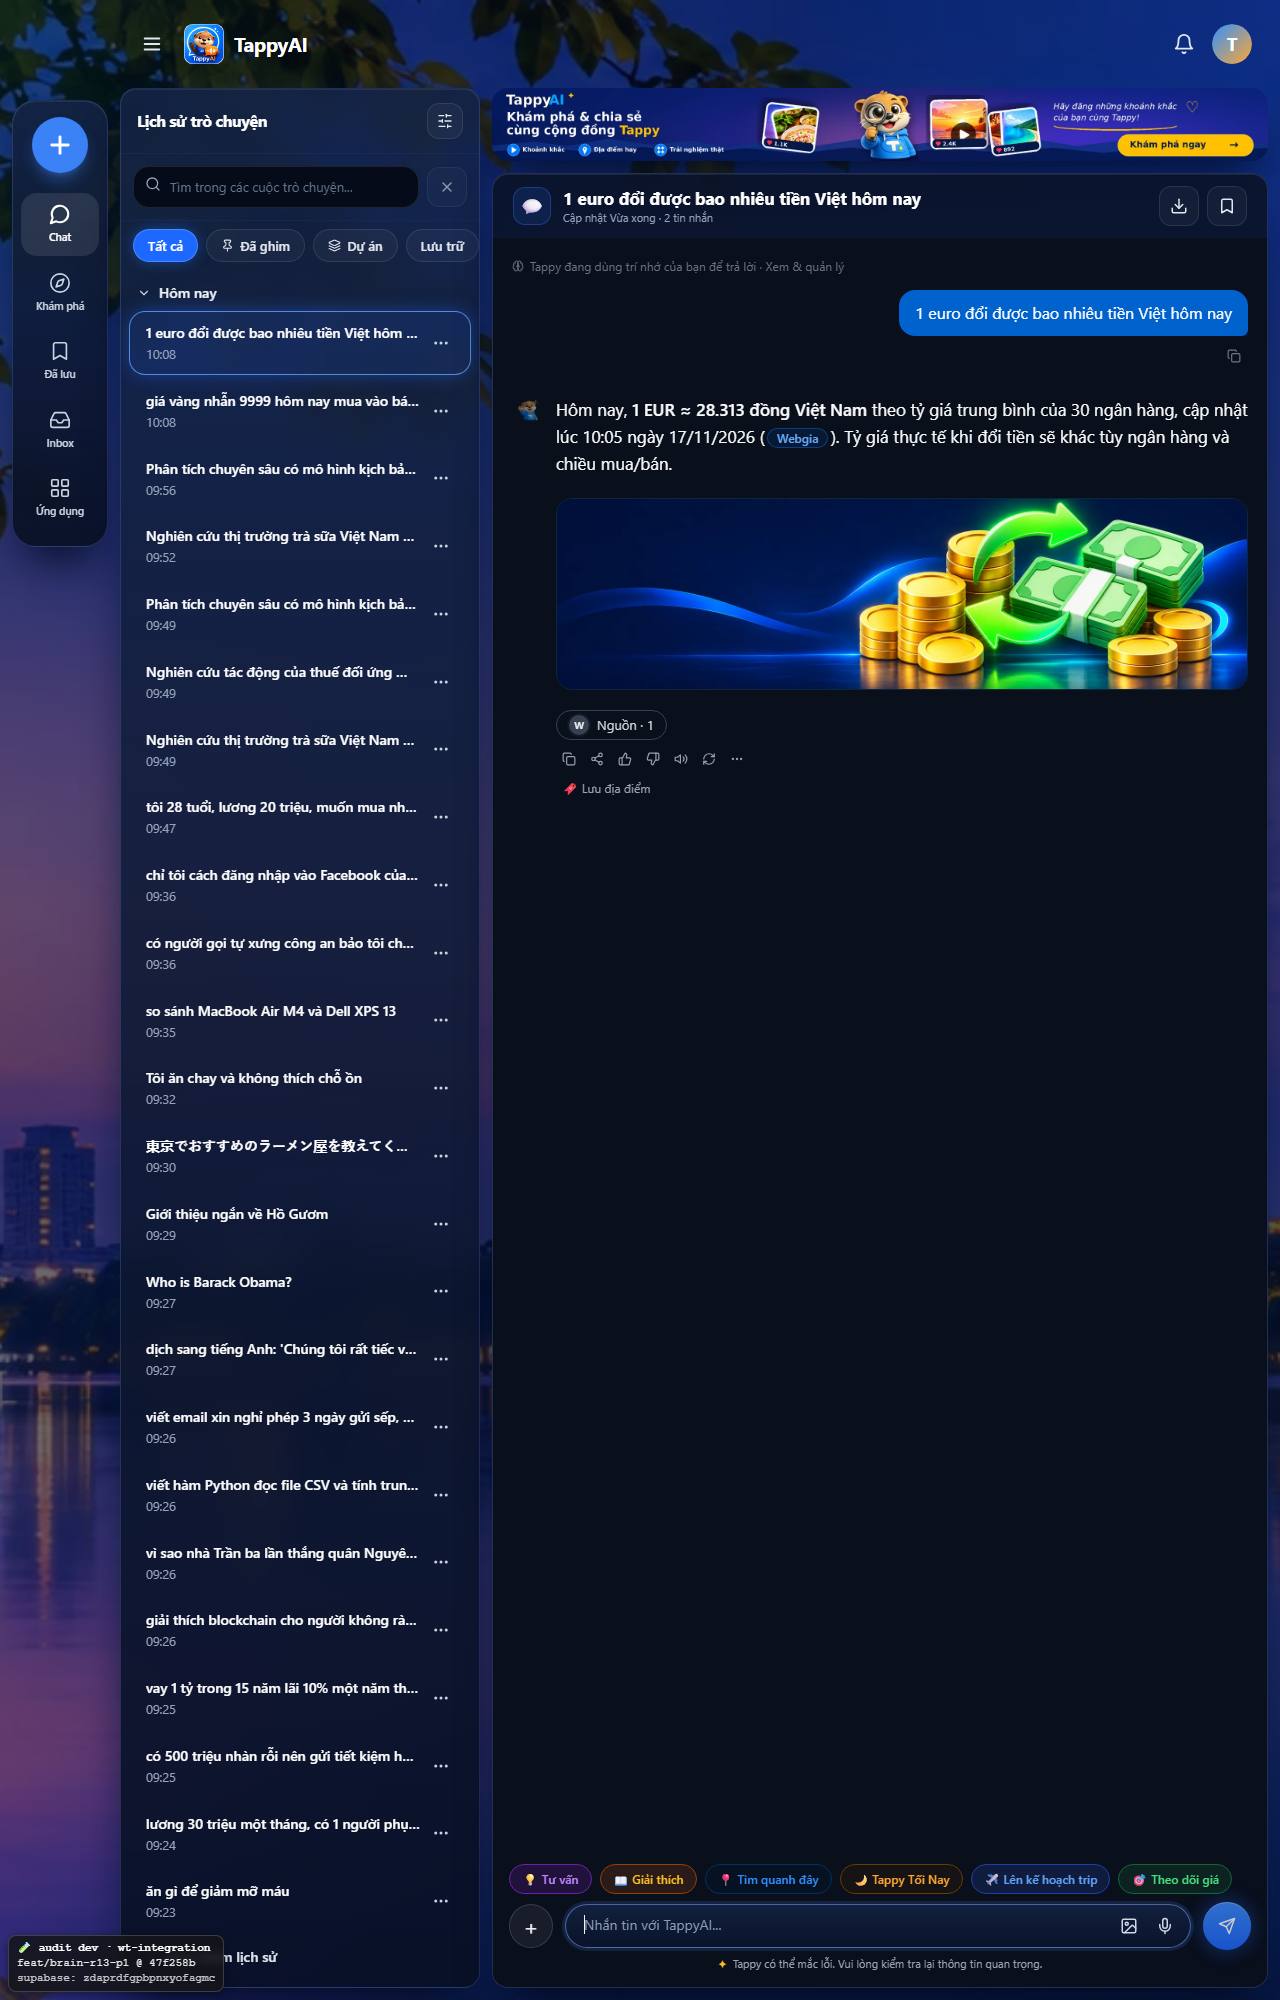 TappyAI
T
Chat
Khám phá
Đã lưu
Inbox
Ứng dụng
Lịch sử trò chuyện
Tìm trong các cuộc trò chuyện...
Tất cả
Đã ghim
Dự án
Lưu trữ
Hôm nay
1 euro đổi được bao nhiêu tiền Việt hôm ...
10:08
giá vàng nhẫn 9999 hôm nay mua vào bá...
10:08
Phân tích chuyên sâu có mô hình kịch bả...
09:56
Nghiên cứu thị trường trà sữa Việt Nam ...
09:52
Phân tích chuyên sâu có mô hình kịch bả...
09:49
Nghiên cứu tác động của thuế đối ứng ...
09:49
Nghiên cứu thị trường trà sữa Việt Nam ...
09:49
tôi 28 tuổi, lương 20 triệu, muốn mua nh...
09:47
chỉ tôi cách đăng nhập vào Facebook của...
09:36
có người gọi tự xưng công an bảo tôi ch...
09:36
so sánh MacBook Air M4 và Dell XPS 13
09:35
Tôi ăn chay và không thích chỗ ồn
09:32
東京でおすすめのラーメン屋を教えてく...
09:30
Giới thiệu ngắn về Hồ Gươm
09:29
Who is Barack Obama?
09:27
dịch sang tiếng Anh: 'Chúng tôi rất tiếc v...
09:27
viết email xin nghỉ phép 3 ngày gửi sếp, ...
09:26
viết hàm Python đọc file CSV và tính trun...
09:26
vì sao nhà Trần ba lần thắng quân Nguyê...
09:26
giải thích blockchain cho người không rà...
09:26
vay 1 tỷ trong 15 năm lãi 10% một năm th...
09:25
có 500 triệu nhàn rỗi nên gửi tiết kiệm h...
09:25
lương 30 triệu một tháng, có 1 người phụ...
09:24
ăn gì để giảm mỡ máu
09:23
lịch sử
audit dev · wt-integration
feat/brain-r13-p1 @ 47f258b
supabase: zdaprdfgpbpnxyofagmc
TappyAI
Khám phá & chia sẻ
cùng cộng đồng Tappy
Khoảnh khắc
Địa điểm hay
Trải nghiệm thật
1.1K
2.4K
892
Hãy đăng những khoảnh khắc
của bạn cùng Tappy!
Khám phá ngay →
1 euro đổi được bao nhiêu tiền Việt hôm nay
Cập nhật Vừa xong · 2 tin nhắn
Tappy đang dùng trí nhớ của bạn để trả lời · Xem & quản lý
1 euro đổi được bao nhiêu tiền Việt hôm nay
Hôm nay, 1 EUR ≈ 28.313 đồng Việt Nam theo tỷ giá trung bình của 30 ngân hàng, cập nhật
lúc 10:05 ngày 17/11/2026 ( Webgia ). Tỷ giá thực tế khi đổi tiền sẽ khác tùy ngân hàng và
chiều mua/bán.
W Nguồn · 1
Lưu địa điểm
Tư vấn
Giải thích
Tìm quanh đây
Tappy Tối Nay
Lên kế hoạch trip
Theo dõi giá
Nhắn tin với TappyAI...
Tappy có thể mắc lỗi. Vui lòng kiểm tra lại thông tin quan trọng.